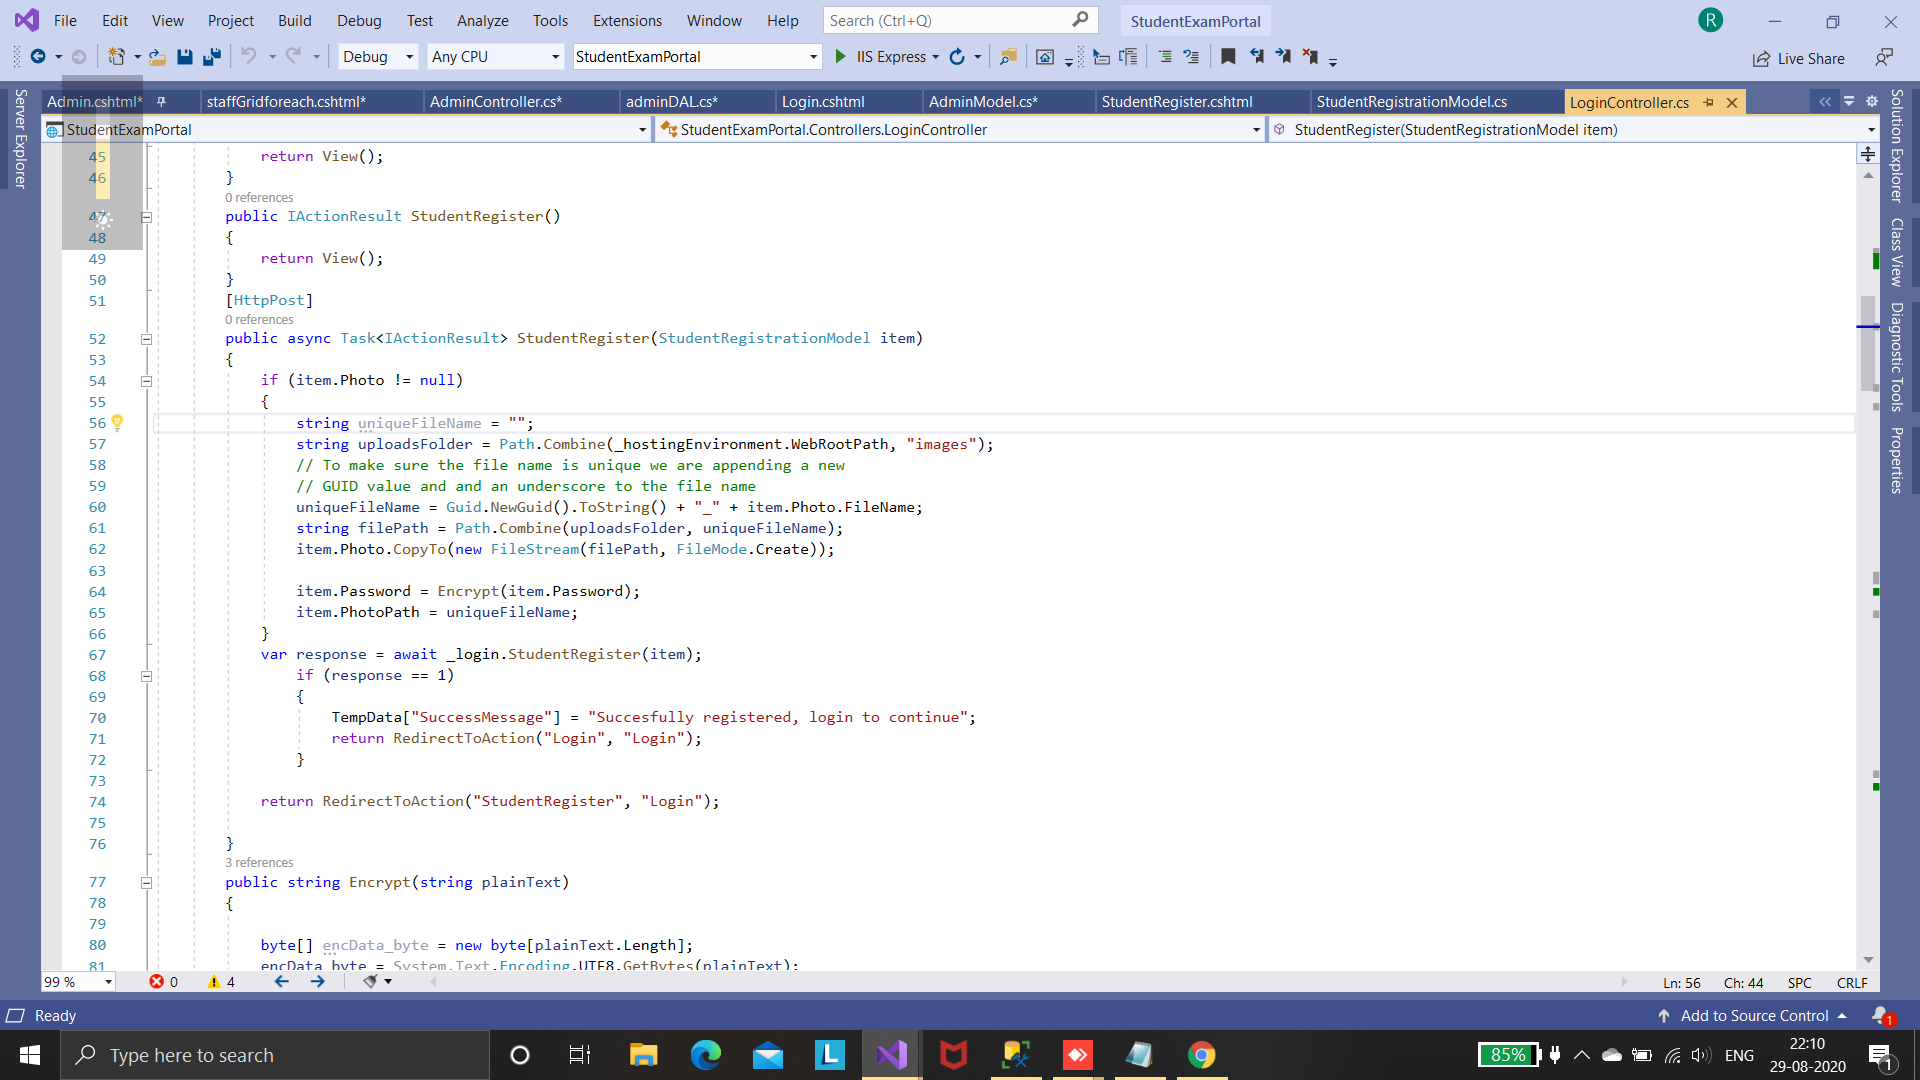 File Edit View Project Build Debug Test Analyze Tools Extensions Window Help Search (Ctrl+Q) StudentExamPortal R
Debug Any CPU StudentExamPortal IIS Express Live Share
Admin.cshtml* staffGridforeach.cshtml* AdminController.cs* adminDAL.cs* Login.cshtml AdminModel.cs* StudentRegister.cshtml StudentRegistrationModel.cs LoginController.cs
StudentExamPortal StudentExamPortal.Controllers.LoginController StudentRegister(StudentRegistrationModel item)
Server Explorer
Solution Explorer
Class View
Diagnostic Tools
Properties
45 return View();
46 }
0 references
47 public IActionResult StudentRegister()
48 {
49 return View();
50 }
51 [HttpPost]
0 references
52 public async Task<IActionResult> StudentRegister(StudentRegistrationModel item)
53 {
54 if (item.Photo != null)
55 {
56 string uniqueFileName = "";
57 string uploadsFolder = Path.Combine(_hostingEnvironment.WebRootPath, "images");
58 // To make sure the file name is unique we are appending a new
59 // GUID value and and an underscore to the file name
60 uniqueFileName = Guid.NewGuid().ToString() + "_" + item.Photo.FileName;
61 string filePath = Path.Combine(uploadsFolder, uniqueFileName);
62 item.Photo.CopyTo(new FileStream(filePath, FileMode.Create));
63
64 item.Password = Encrypt(item.Password);
65 item.PhotoPath = uniqueFileName;
66 }
67 var response = await _login.StudentRegister(item);
68 if (response == 1)
69 {
70 TempData["SuccessMessage"] = "Succesfully registered, login to continue";
71 return RedirectToAction("Login", "Login");
72 }
73
74 return RedirectToAction("StudentRegister", "Login");
75
76 }
3 references
77 public string Encrypt(string plainText)
78 {
79
80 byte[] encData_byte = new byte[plainText.Length];
81 encData_byte = System.Text.Encoding.UTF8.GetBytes(plainText);
99 % 0 4 Ln: 56 Ch: 44 SPC CRLF
Ready Add to Source Control 1
Type here to search L 85% ENG 22:10
29-08-2020 1